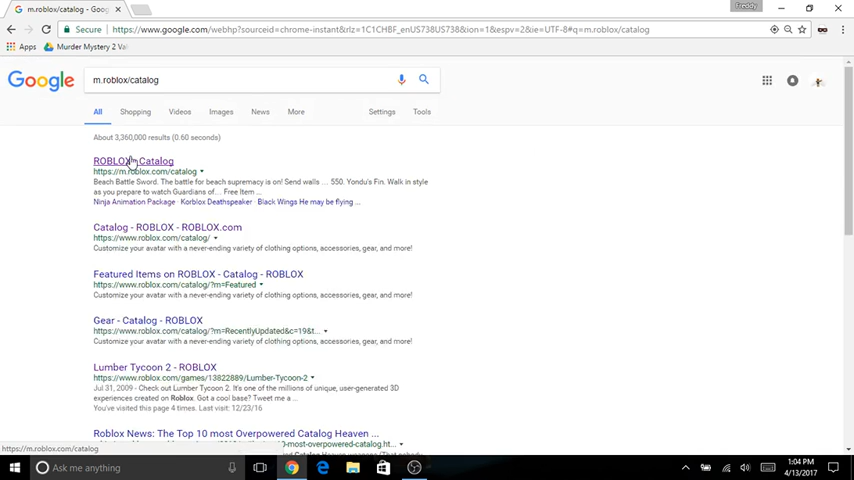 Freddy
m.roblox/catalog - Goo
Secure
https://www.google.com/webhp?sourceid=chrome-instant&rlz=1C1CHBF_enUS738US738&ion=1&espv=2&ie=UTF-8#q=m.roblox/catalog
Apps
Murder Mystery 2 Val
Google
m.roblox/catalog
All
Shopping
Videos
Images
News
More
Settings
Tools
About 3,360,000 results (0.60 seconds)
ROBLOX Catalog
https://m.roblox.com/catalog
Beach Battle Sword. The battle for beach supremacy is on! Send walls ... 550. Yondu's Fin. Walk in style
as you prepare to watch Guardians of... Free Item ...
Ninja Animation Package · Korblox Deathspeaker · Black Wings He may be flying ...
Catalog - ROBLOX - ROBLOX.com
https://www.roblox.com/catalog/
Customize your avatar with a never-ending variety of clothing options, accessories, gear, and more!
Featured Items on ROBLOX - Catalog - ROBLOX
https://www.roblox.com/catalog/?m=Featured
Customize your avatar with a never-ending variety of clothing options, accessories, gear, and more!
Gear - Catalog - ROBLOX
https://www.roblox.com/catalog/?m=RecentlyUpdated&c=19&t...
Customize your avatar with a never-ending variety of clothing options, accessories, gear, and more!
Lumber Tycoon 2 - ROBLOX
https://www.roblox.com/games/13822889/Lumber-Tycoon-2
Jul 31, 2009 - Check out Lumber Tycoon 2. It's one of the millions of unique, user-generated 3D
experiences created on Roblox. Got a cool base? Tweet me a...
You've visited this page 4 times. Last visit: 12/23/16
Roblox News: The Top 10 most Overpowered Catalog Heaven ...
10-most-overpowered-catalog.ht...
https://m.roblox.com/catalog
Catalog Heaven
Ask me anything
1:04 PM
4/13/2017